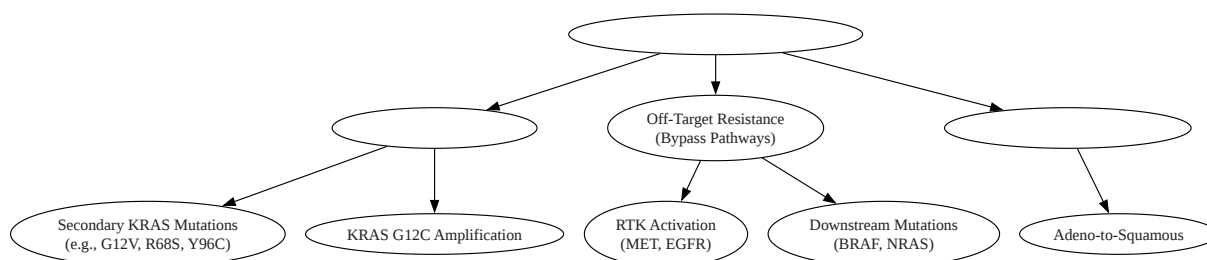 Off-Target Resistance
(Bypass Pathways)
Secondary KRAS Mutations
(e.g., G12V, R68S, Y96C)
KRAS G12C Amplification
RTK Activation
(MET, EGFR)
Downstream Mutations
(BRAF, NRAS)
Adeno-to-Squamous